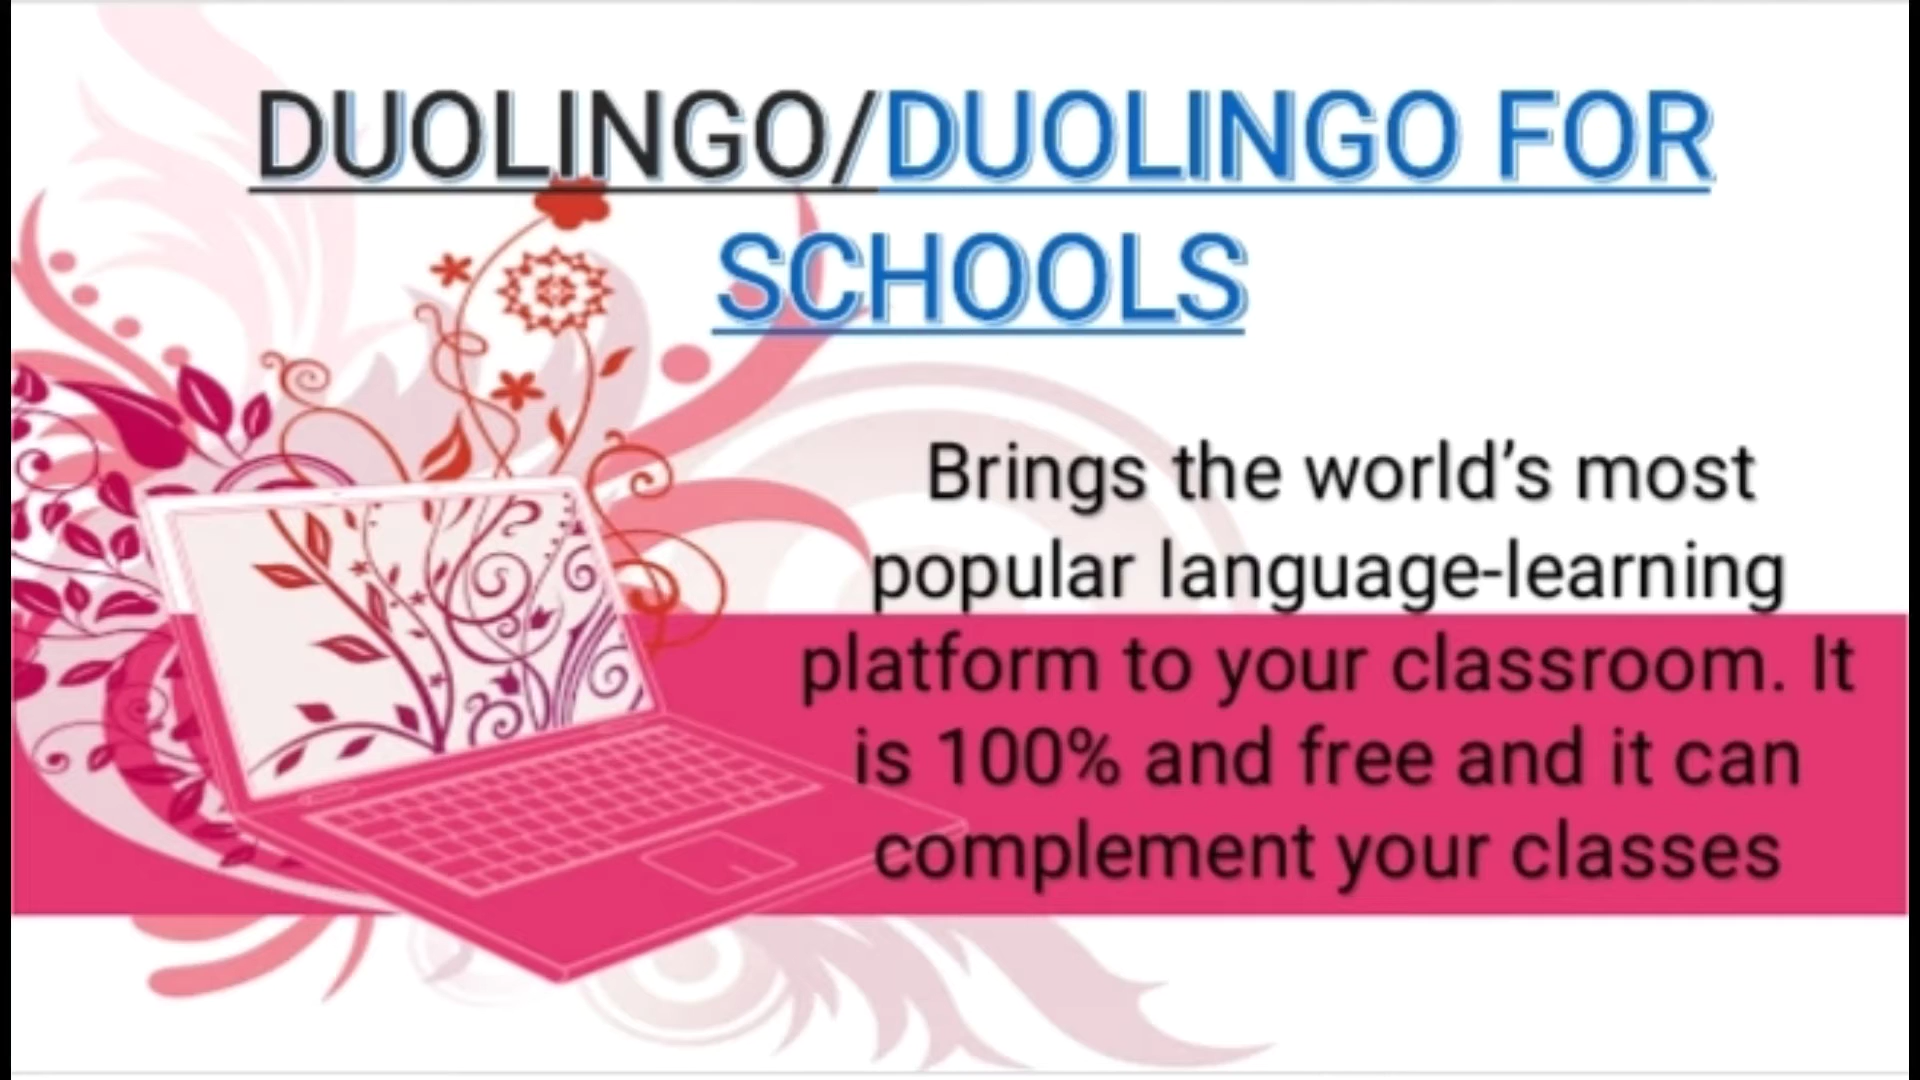 DUOLINGO/DUOLINGO FOR
SCHOOLS
Brings the world’s most
popular language-learning
platform to your classroom. It
is 100% and free and it can
complement your classes